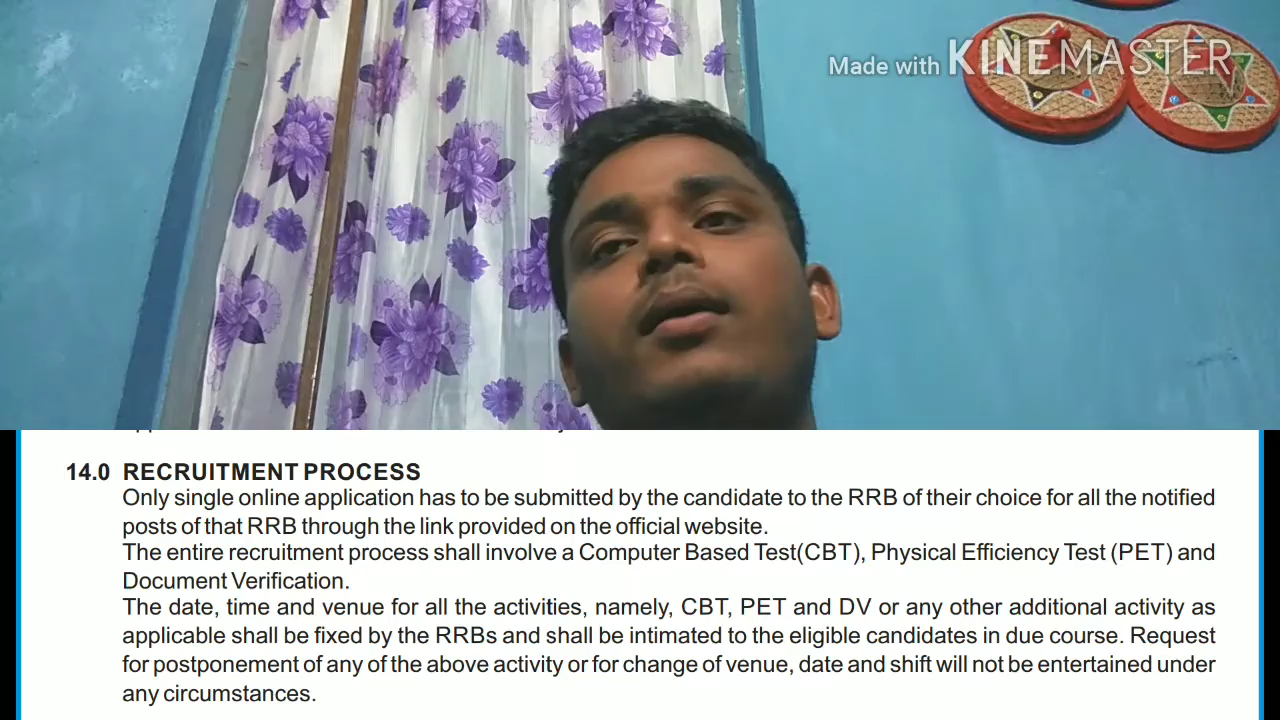 Made with KINEMASTER
14.0 RECRUITMENT PROCESS
Only single online application has to be submitted by the candidate to the RRB of their choice for all the notified
posts of that RRB through the link provided on the official website.
The entire recruitment process shall involve a Computer Based Test(CBT), Physical Efficiency Test (PET) and
Document Verification.
The date, time and venue for all the activities, namely, CBT, PET and DV or any other additional activity as
applicable shall be fixed by the RRBs and shall be intimated to the eligible candidates in due course. Request
for postponement of any of the above activity or for change of venue, date and shift will not be entertained under
any circumstances.